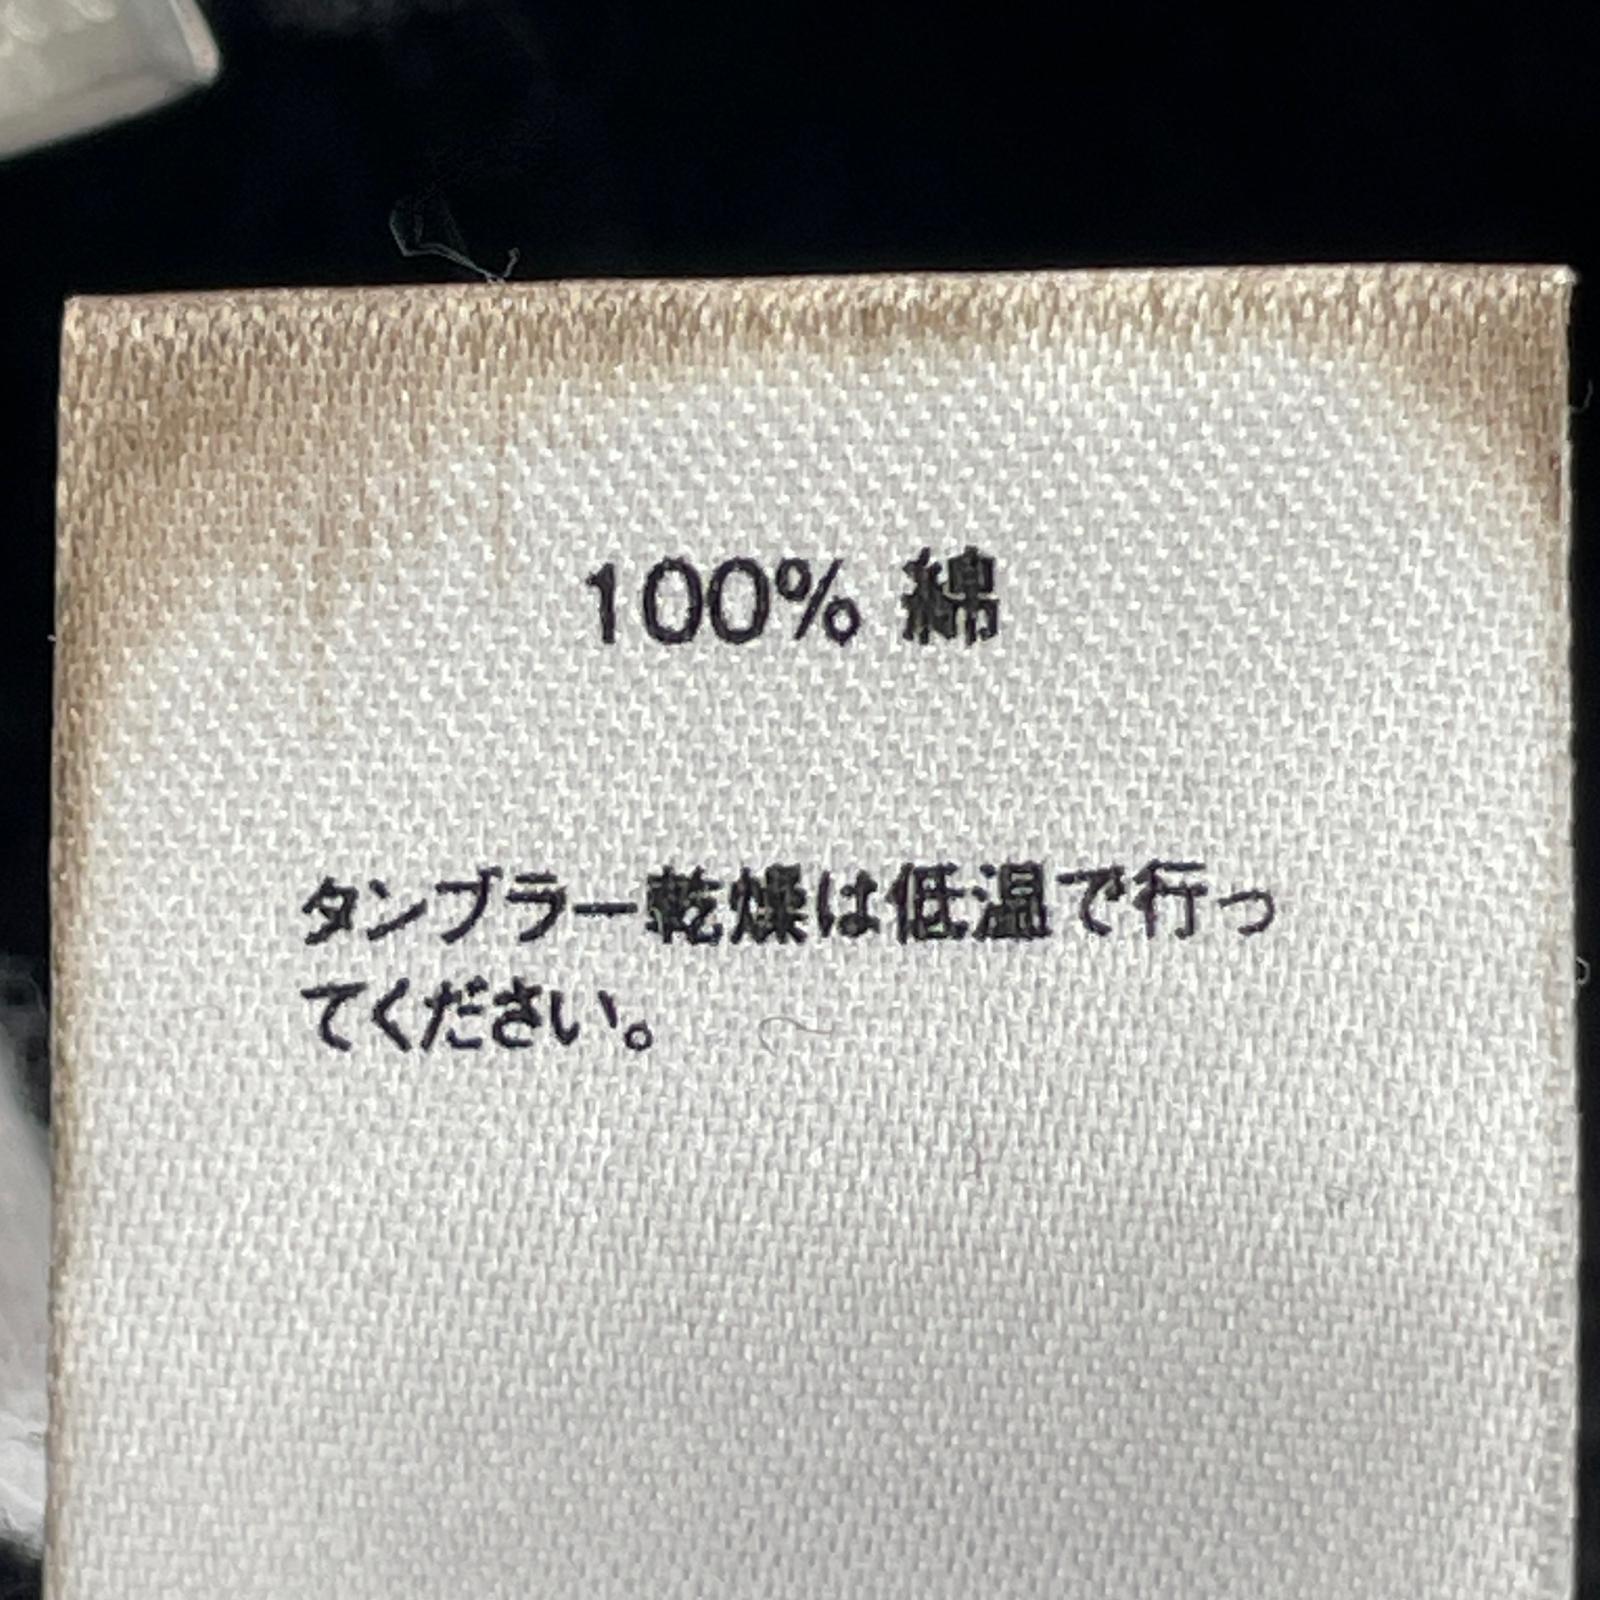 100% 綿
タンブラー乾燥は低温で行っ
てください。